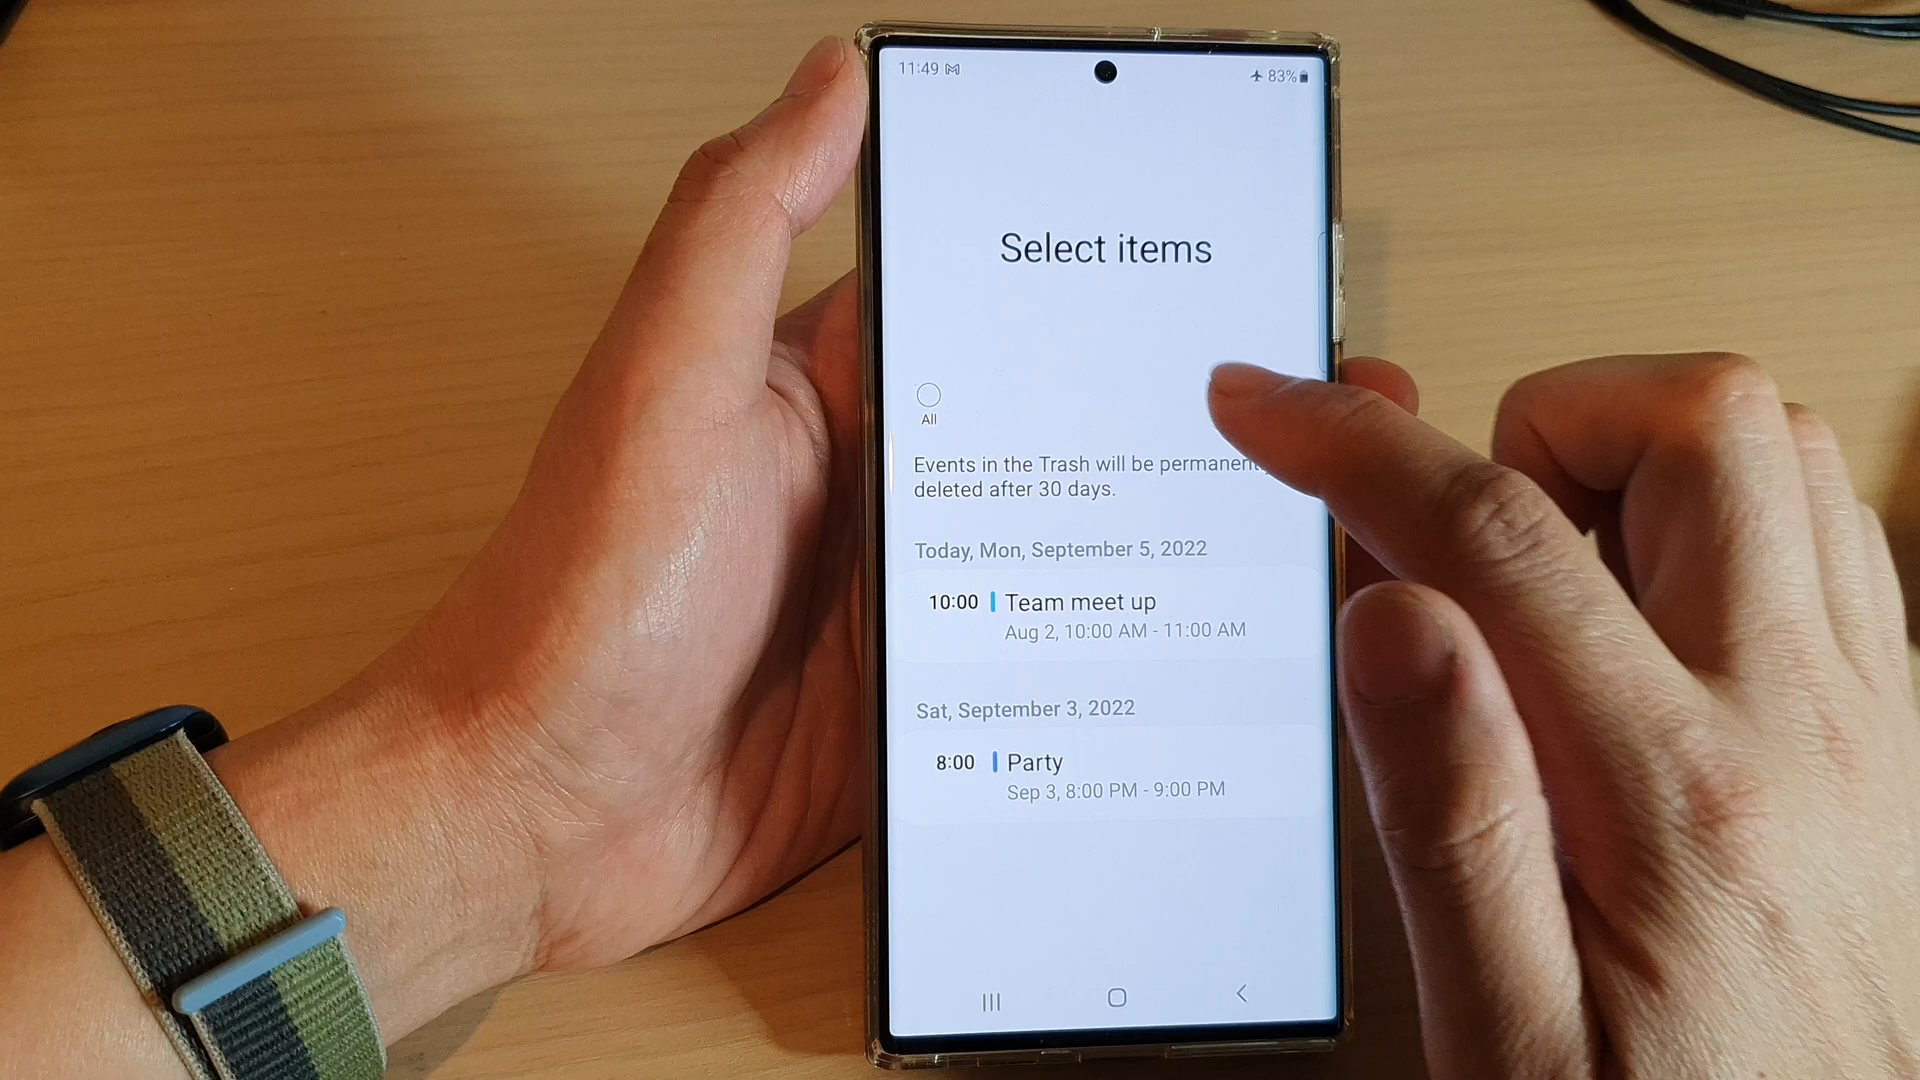 11:49
83%
Select items
All
Events in the Trash will be
deleted after 30 days.
Today, Mon, September 5, 2022
10:00 Team meet up
Aug 2, 10:00 AM - 11:00 AM
Sat, September 3, 2022
8:00 Party
Sep 3, 8:00 PM - 9:00 PM